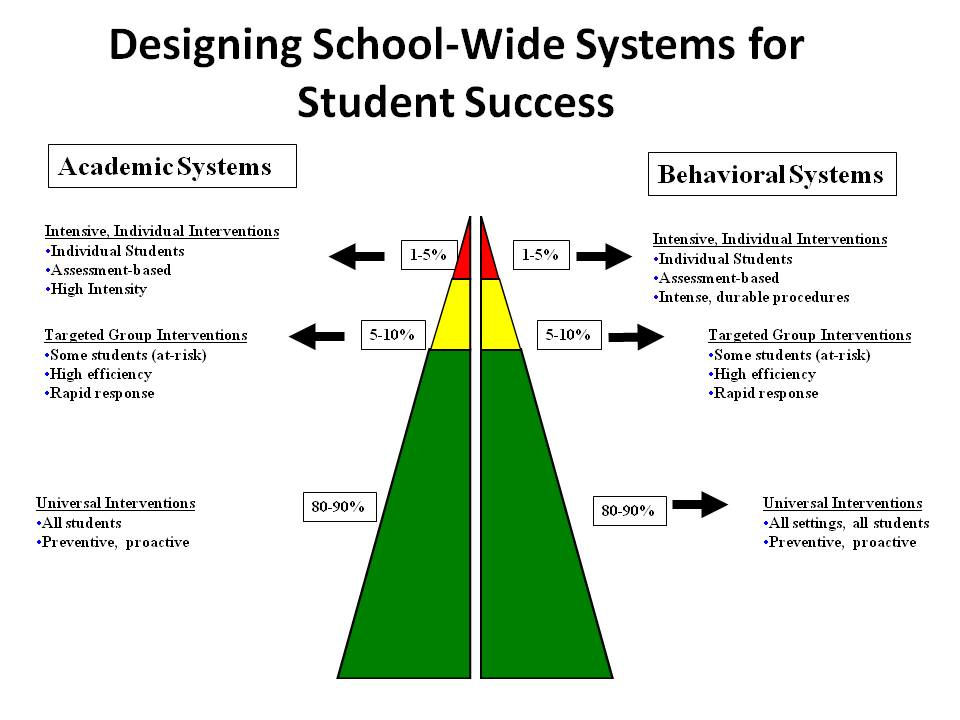 Designing School-Wide Systems for
Student Success
Academic Systems
Intensive, Individual Interventions
•Individual Students
•Assessment-based
•High Intensity
1-5%
Targeted Group Interventions
•Some students (at-risk)
•High efficiency
•Rapid response
5-10%
Universal Interventions
•All students
•Preventive, proactive
80-90%
Behavioral Systems
1-5%
Intensive, Individual Interventions
•Individual Students
•Assessment-based
•Intense, durable procedures
5-10%
Targeted Group Interventions
•Some students (at-risk)
•High efficiency
•Rapid response
80-90%
Universal Interventions
•All settings, all students
•Preventive, proactive